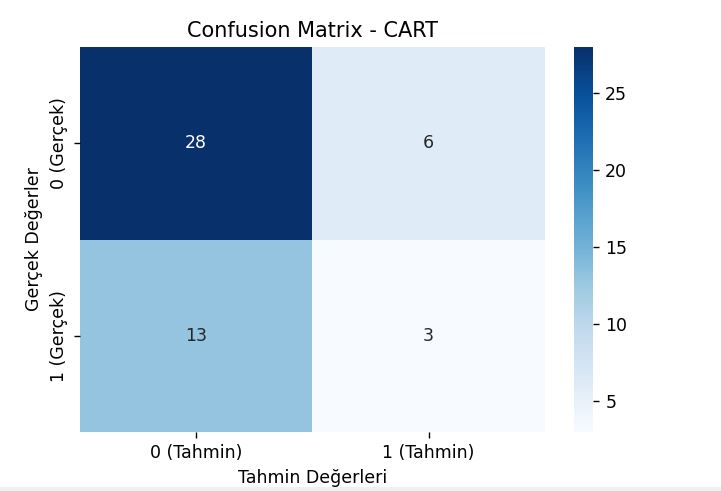 Confusion Matrix - CART
Gerçek Değerler
0 (Gerçek)
1 (Gerçek)
28
6
13
3
0 (Tahmin)
1 (Tahmin)
Tahmin Değerleri
25
20
15
10
5